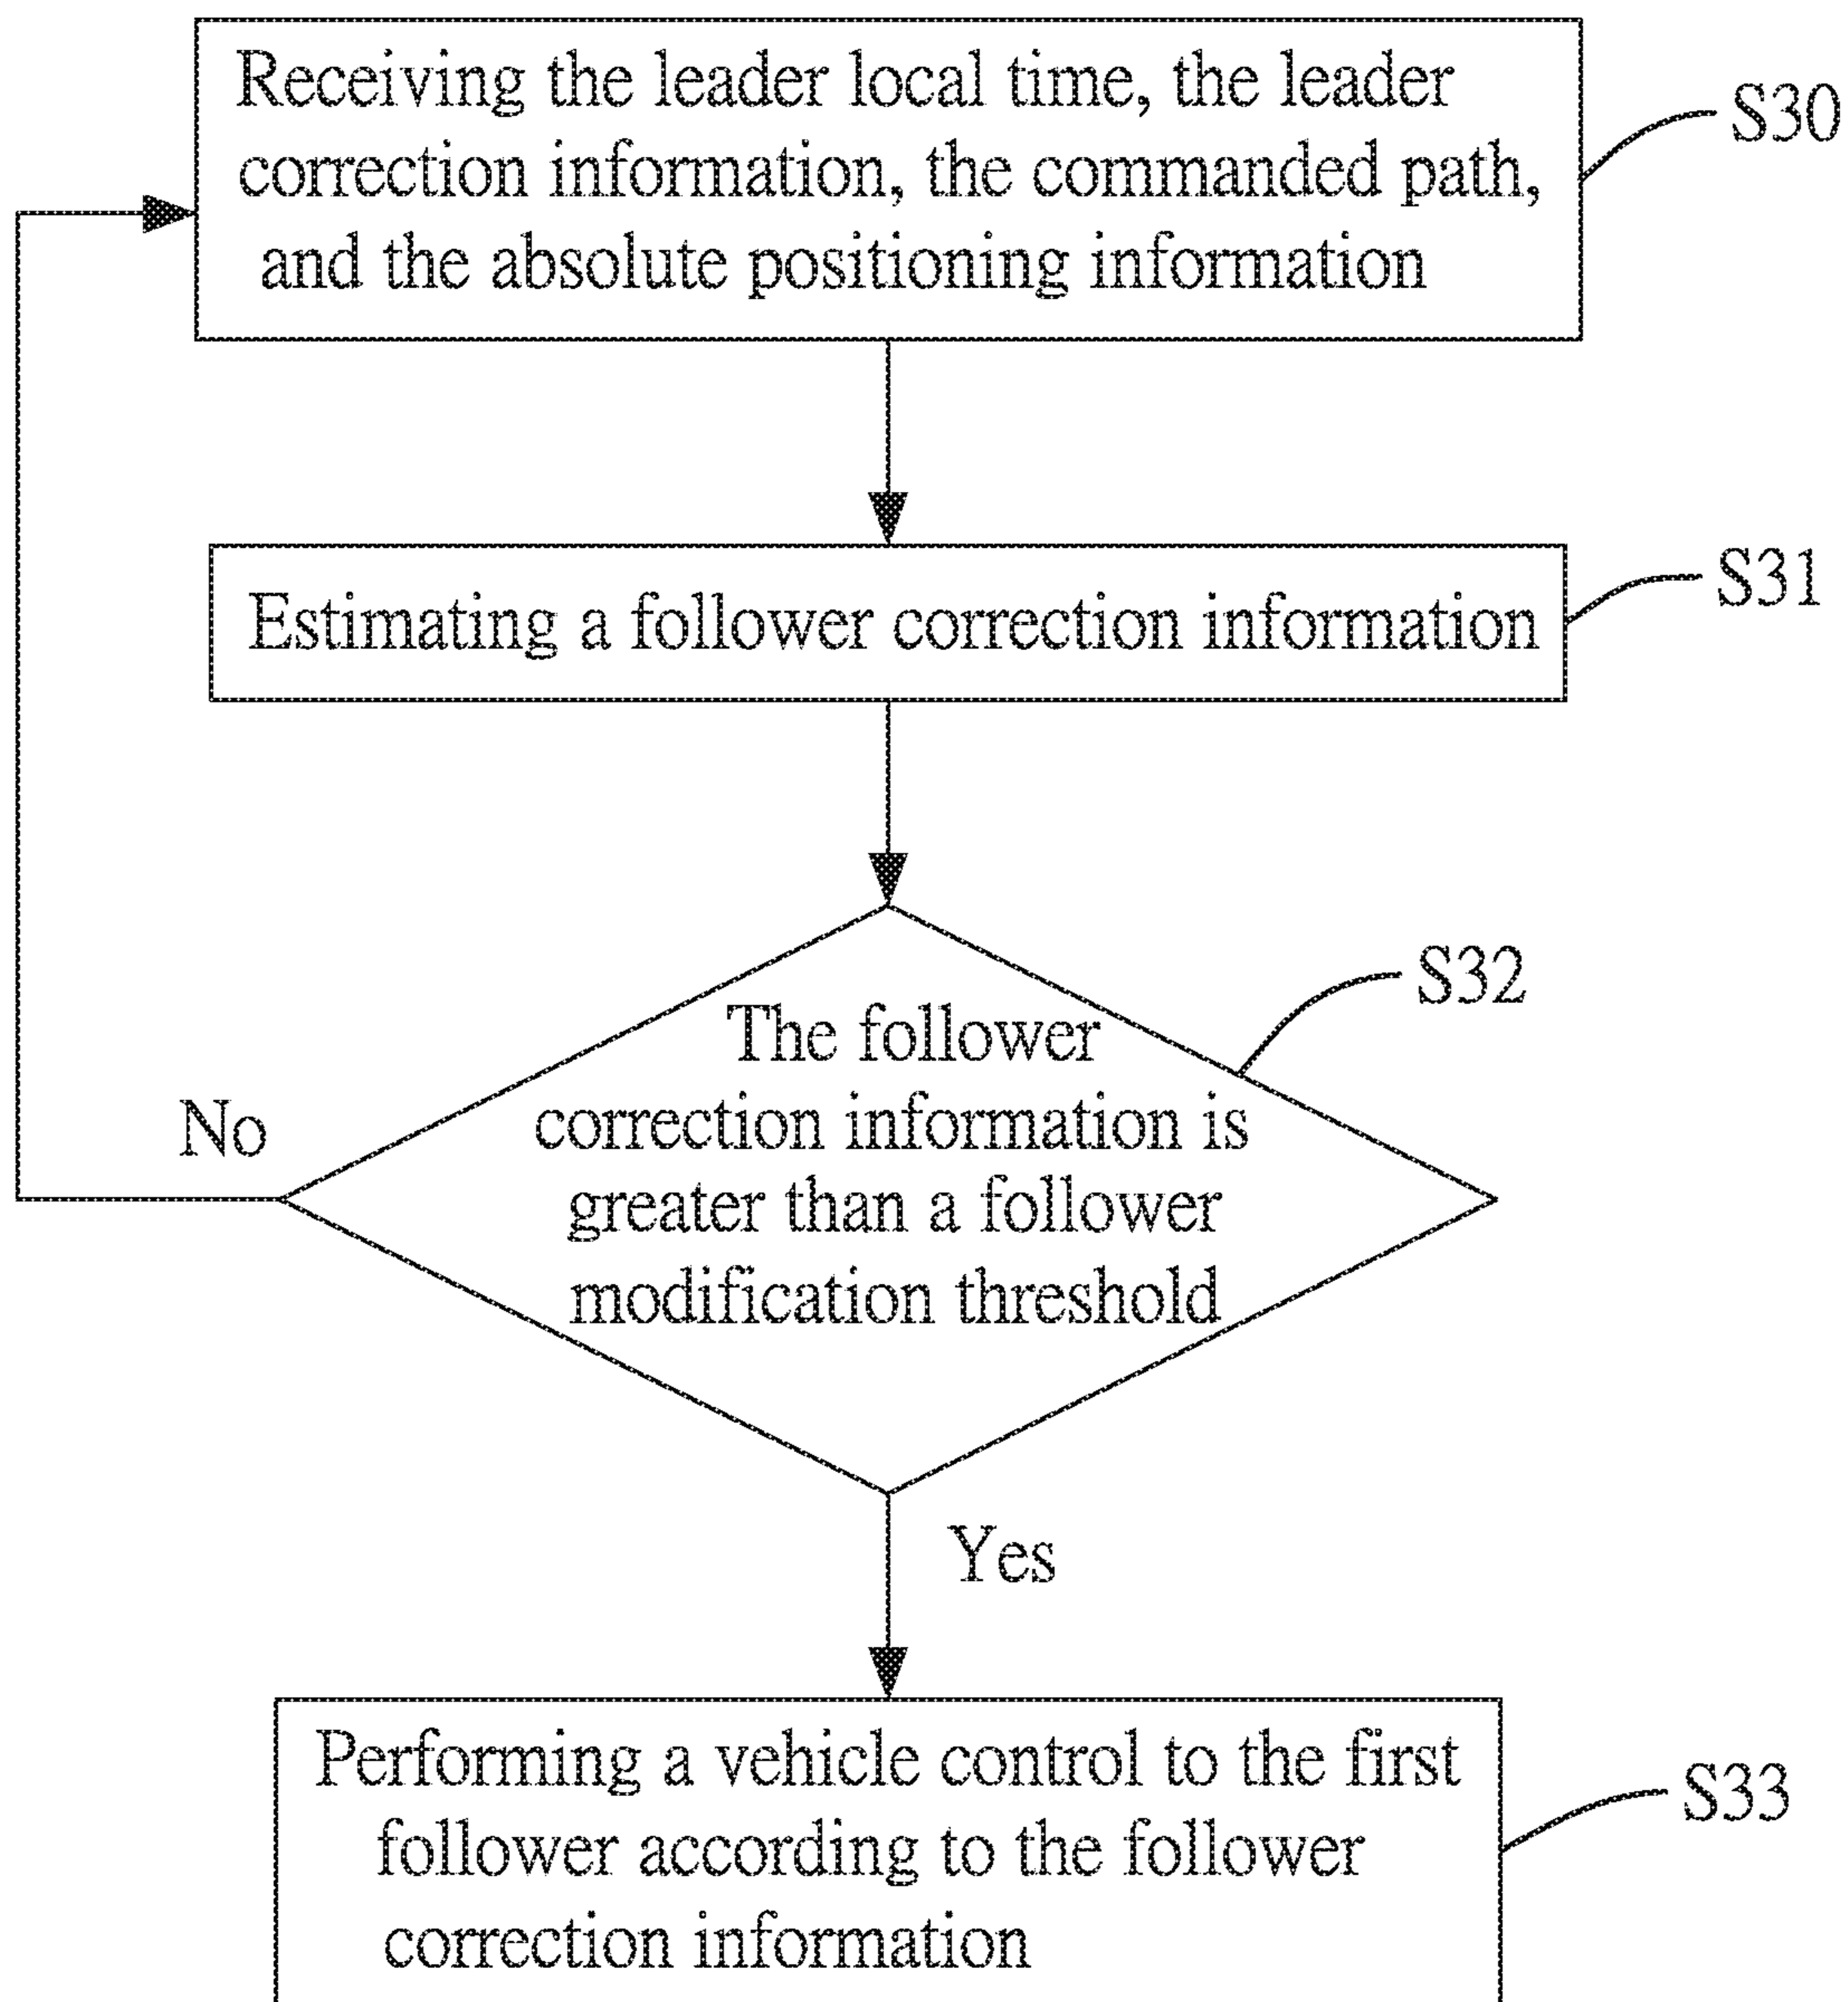 Receiving the leader local time, the leader
correction information, the commanded path,
and the absolute positioning information
S30
Estimating a follower correction information
S31
The follower
correction information is
greater than a follower
modification threshold
S32
No
Yes
Performing a vehicle control to the first
follower according to the follower
correction information
S33